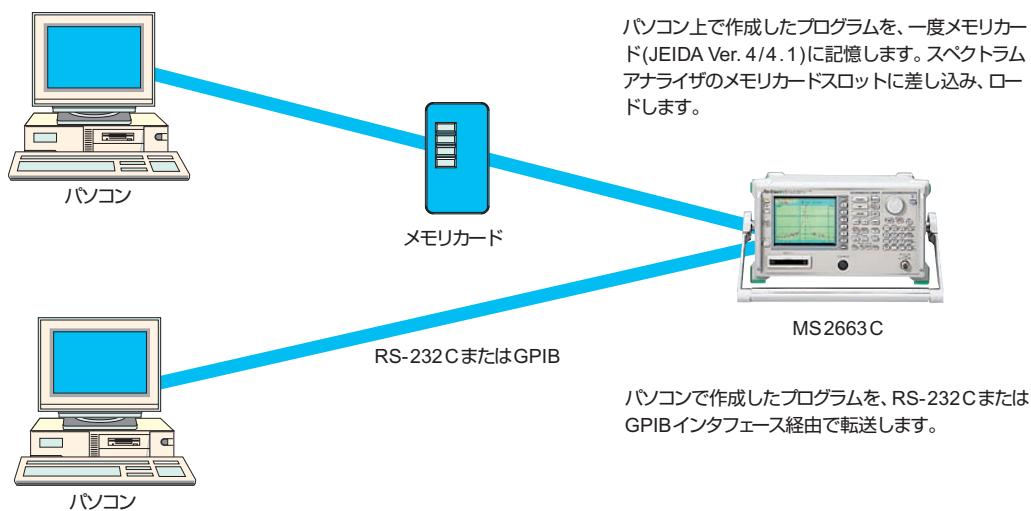 パソコン上で作成したプログラムを、一度メモリカー
ド(JEIDA Ver. 4/4.1)に記憶します。スペクトラム
アナライザのメモリカードスロットに差し込み、ロー
ドします。
パソコン
メモリカード
MS2663C
RS-232CまたはGPIB
パソコンで作成したプログラムを、RS-232Cまたは
GPIBインタフェース経由で転送します。
パソコン